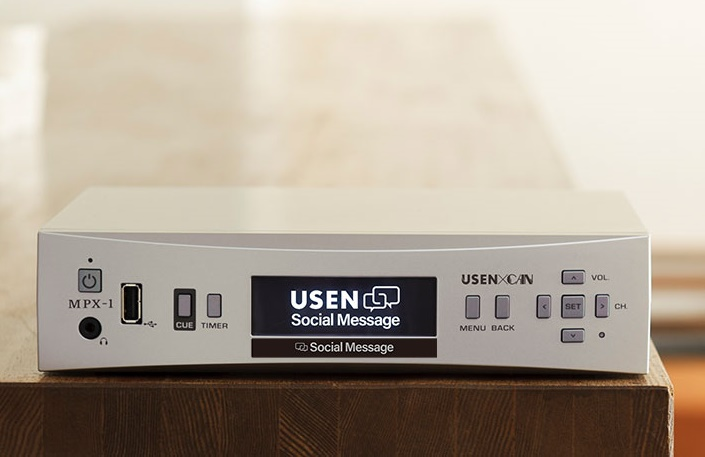 MPX-1
CUE
TIMER
USEN
Social Message
Social Message
USEN×CAN
MENU BACK
VOL.
SET
CH.